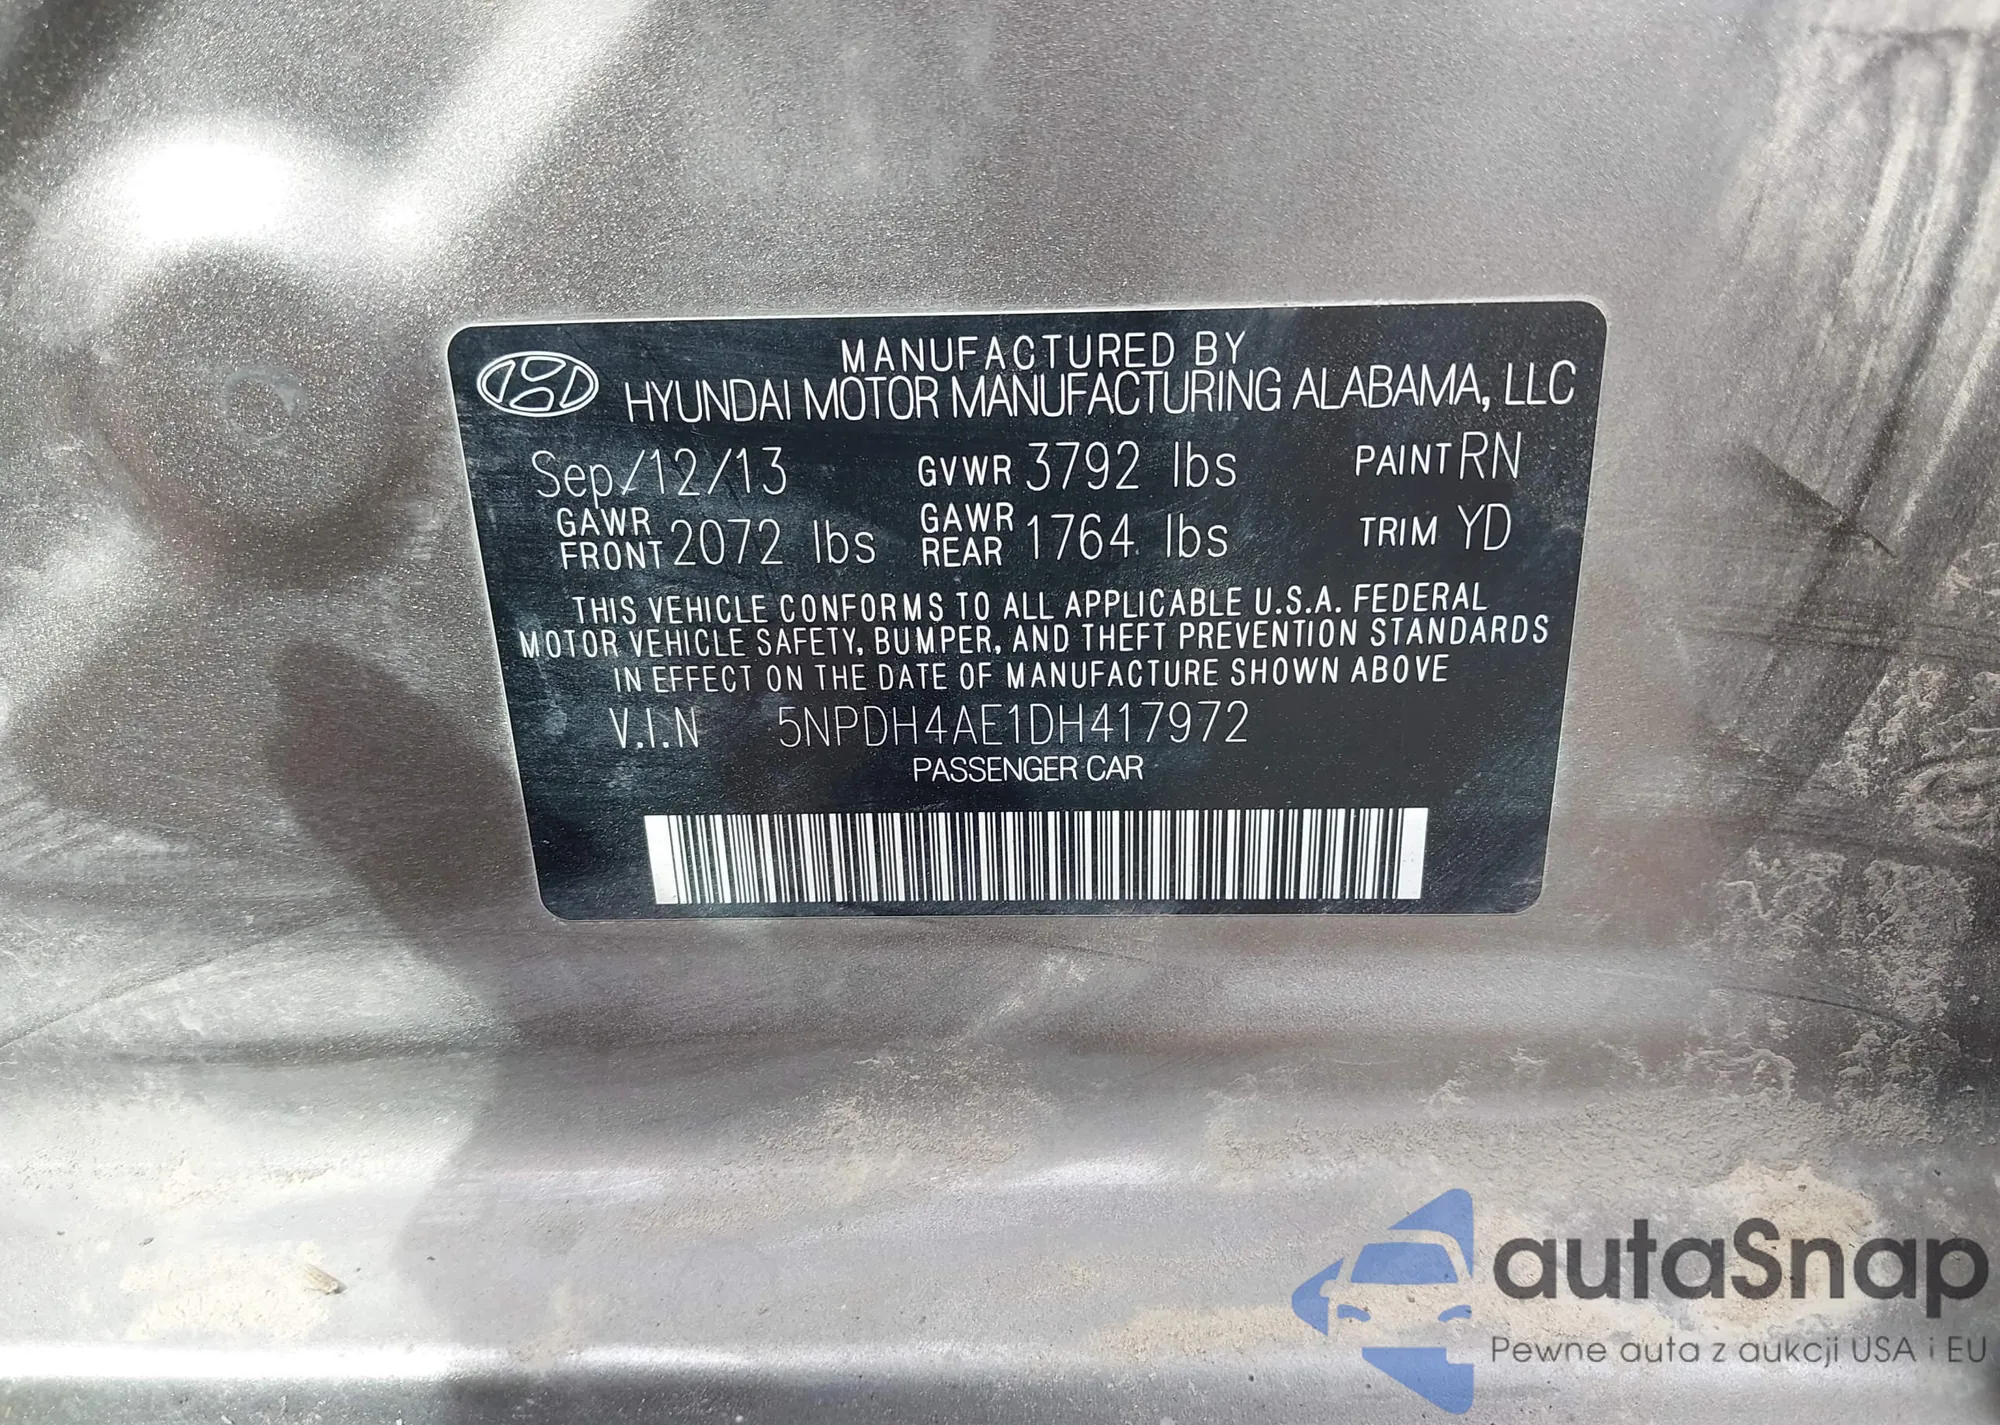 MANUFACTURED BY
HYUNDAI MOTOR MANUFACTURING ALABAMA, LLC
Sep/12/13 GVWR 3792 lbs PAINT RN
GAWR FRONT 2072 lbs GAWR REAR 1764 lbs TRIM YD
THIS VEHICLE CONFORMS TO ALL APPLICABLE U.S.A. FEDERAL
MOTOR VEHICLE SAFETY, BUMPER, AND THEFT PREVENTION STANDARDS
IN EFFECT ON THE DATE OF MANUFACTURE SHOWN ABOVE
V.I.N 5NPDH4AE1DH417972
PASSENGER CAR
autaSnap
Pewne auta z aukcji USA i EU